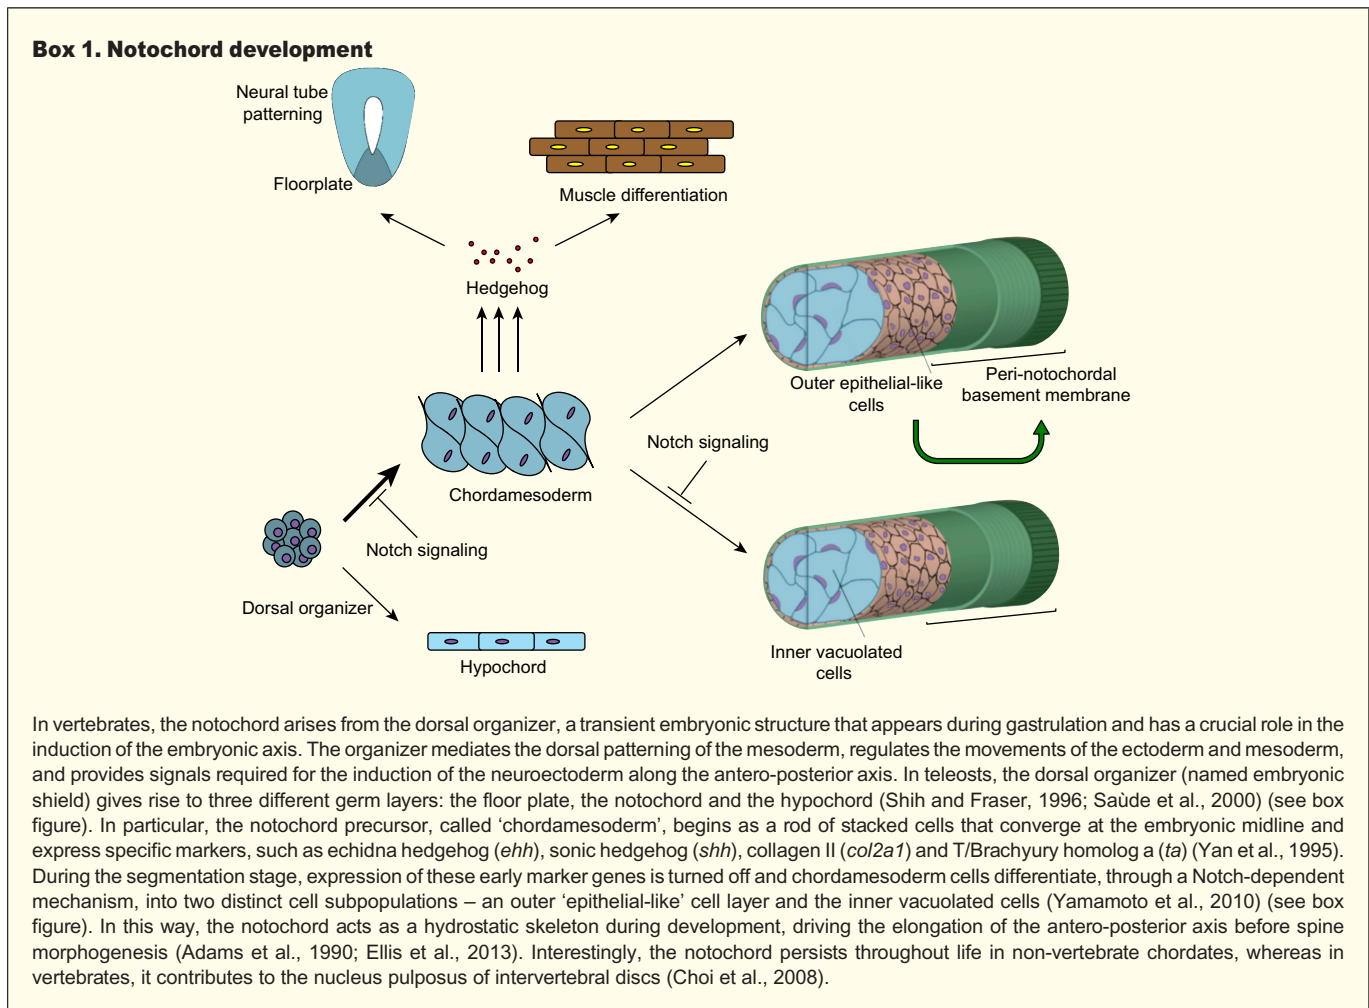 Box 1. Notochord development
Neural tube
patterning
Floorplate
Muscle differentiation
Hedgehog
Outer epithelial-like
cells
Peri-notochordal
basement membrane
Notch signaling
Chordamesoderm
Notch signaling
Dorsal organizer
Inner vacuolated
cells
Hypochord
In vertebrates, the notochord arises from the dorsal organizer, a transient embryonic structure that appears during gastrulation and has a crucial role in the
induction of the embryonic axis. The organizer mediates the dorsal patterning of the mesoderm, regulates the movements of the ectoderm and mesoderm,
and provides signals required for the induction of the neuroectoderm along the antero-posterior axis. In teleosts, the dorsal organizer (named embryonic
shield) gives rise to three different germ layers: the floor plate, the notochord and the hypochord (Shih and Fraser, 1996; Saùde et al., 2000) (see box
figure). In particular, the notochord precursor, called ‘chordamesoderm’, begins as a rod of stacked cells that converge at the embryonic midline and
express specific markers, such as echidna hedgehog (ehh), sonic hedgehog (shh), collagen II (col2a1) and T/Brachyury homolog a (ta) (Yan et al., 1995).
During the segmentation stage, expression of these early marker genes is turned off and chordamesoderm cells differentiate, through a Notch-dependent
mechanism, into two distinct cell subpopulations – an outer ‘epithelial-like’ cell layer and the inner vacuolated cells (Yamamoto et al., 2010) (see box
figure). In this way, the notochord acts as a hydrostatic skeleton during development, driving the elongation of the antero-posterior axis before spine
morphogenesis (Adams et al., 1990; Ellis et al., 2013). Interestingly, the notochord persists throughout life in non-vertebrate chordates, whereas in
vertebrates, it contributes to the nucleus pulposus of intervertebral discs (Choi et al., 2008).